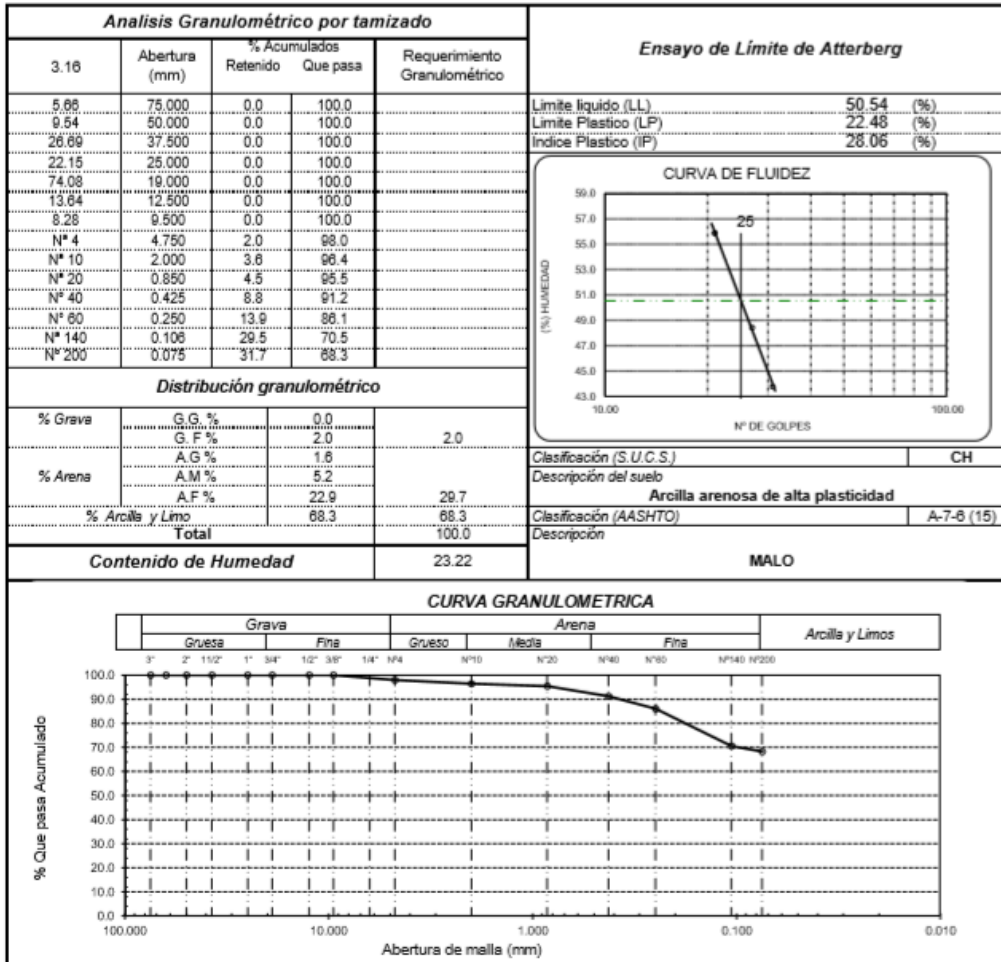 Analisis Granulométrico por tamizado
3.16 Abertura (mm) % Acumulados Retenido Que pasa Requerimiento Granulométrico
5.66 75.000 0.0 100.0
9.54 50.000 0.0 100.0
26.69 37.500 0.0 100.0
22.15 25.000 0.0 100.0
74.08 19.000 0.0 100.0
13.64 12.500 0.0 100.0
8.28 9.500 0.0 100.0
Nª 4 4.750 2.0 98.0
N° 10 2.000 3.6 96.4
Nª 20 0.850 4.5 95.5
Nª 40 0.425 8.8 91.2
N° 60 0.250 13.9 86.1
Nª 140 0.106 29.5 70.5
Nº 200 0.075 31.7 68.3
Distribución granulométrico
% Grava G.G. % 0.0
G. F % 2.0 2.0
A.G % 1.6
% Arena A.M % 5.2
A.F % 22.9 29.7
% Arcilla y Limo 68.3 68.3
Total 100.0
Contenido de Humedad 23.22
Ensayo de Límite de Atterberg
Limite liquido (LL) 50.54 (%)
Limite Plastico (LP) 22.48 (%)
Indice Plastico (IP) 28.06 (%)
CURVA DE FLUIDEZ
59.0
57.0
25
55.0
53.0
51.0
49.0
47.0
45.0
43.0
(%) HUMEDAD
10.00 100.00
Nº DE GOLPES
Clasificación (S.U.C.S.) CH
Descripción del suelo
Arcilla arenosa de alta plasticidad
Clasificación (AASHTO) A-7-6 (15)
Descripción
MALO
CURVA GRANULOMETRICA
Grava Arena Arcilla y Limos
Gruesa Fina Grueso Media Fina
3" 2" 11/2" 1" 3/4" 1/2" 3/8" 1/4" Nº4 Nº10 Nº20 Nº40 Nº60 Nº140 Nº200
100.0
90.0
80.0
70.0
60.0
50.0
40.0
30.0
20.0
10.0
0.0
% Que pasa Acumulado
100.000 10.000 1.000 0.100 0.010
Abertura de malla (mm)